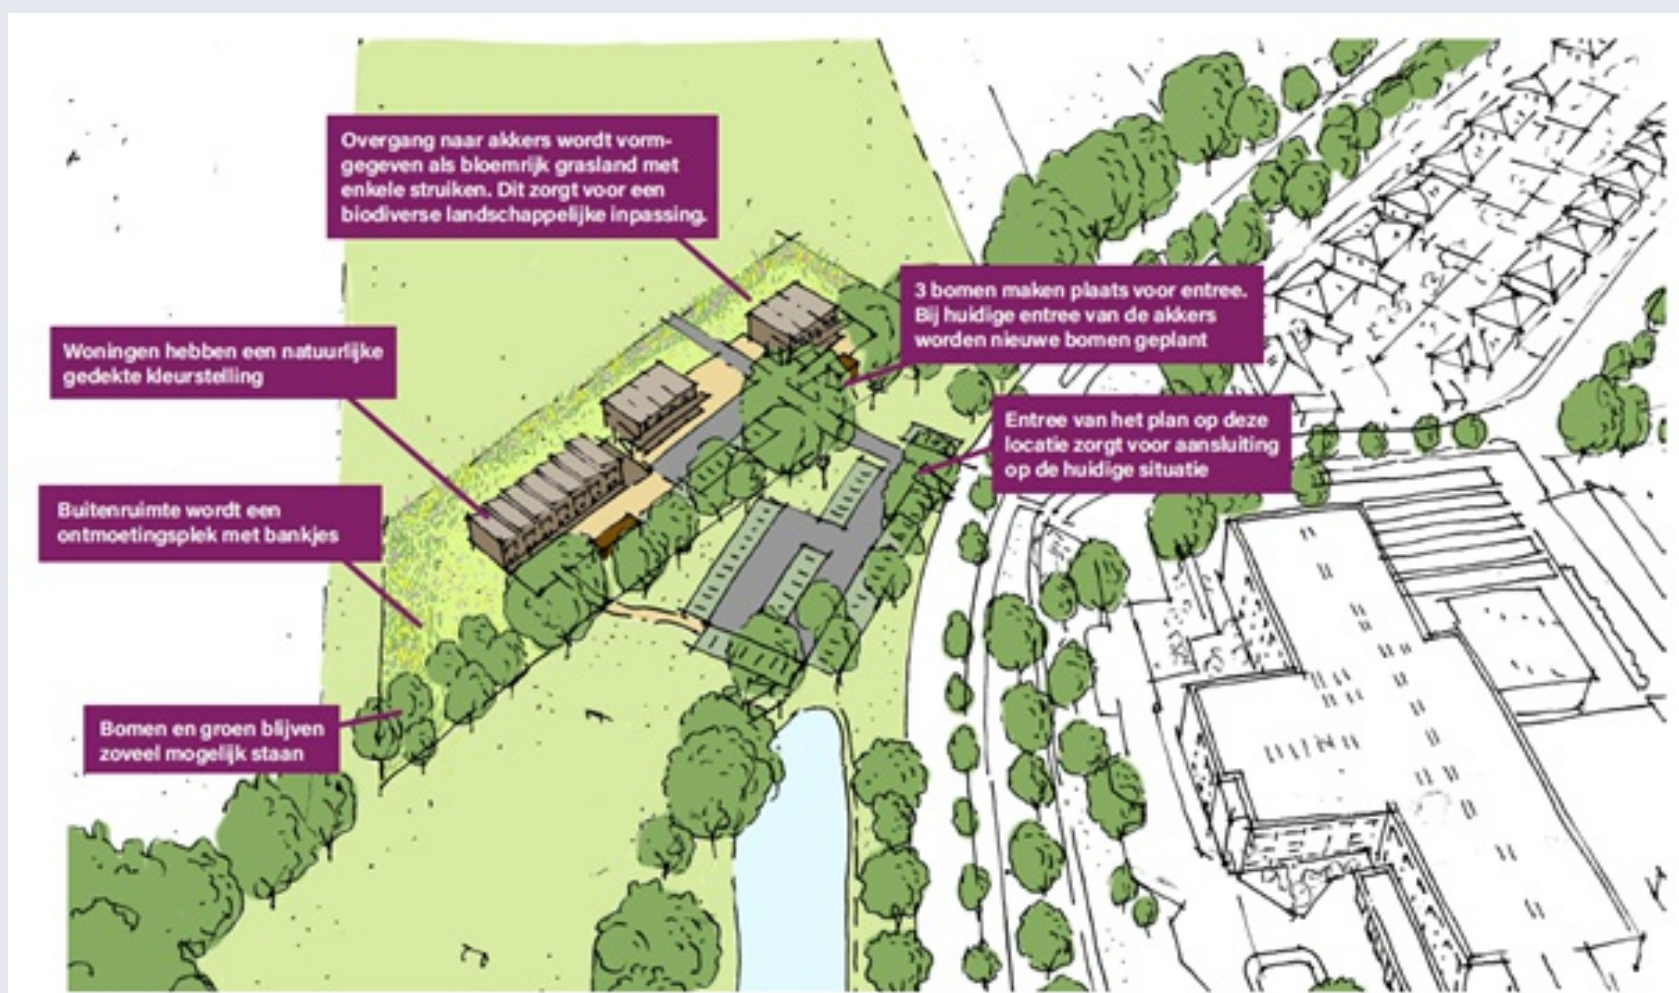 Overgang naar akkers wordt vorm-
gegeven als bloemrijk grasland met
enkele struiken. Dit zorgt voor een
biodiverse landschappelijke inpassing.
3 bomen maken plaats voor entree.
Bij huidige entree van de akkers
worden nieuwe bomen geplant
Woningen hebben een natuurlijke
gedekte kleurstelling
Entree van het plan op deze
locatie zorgt voor aansluiting
op de huidige situatie
Buitenruimte wordt een
ontmoetingsplek met bankjes
Bomen en groen blijven
zoveel mogelijk staan